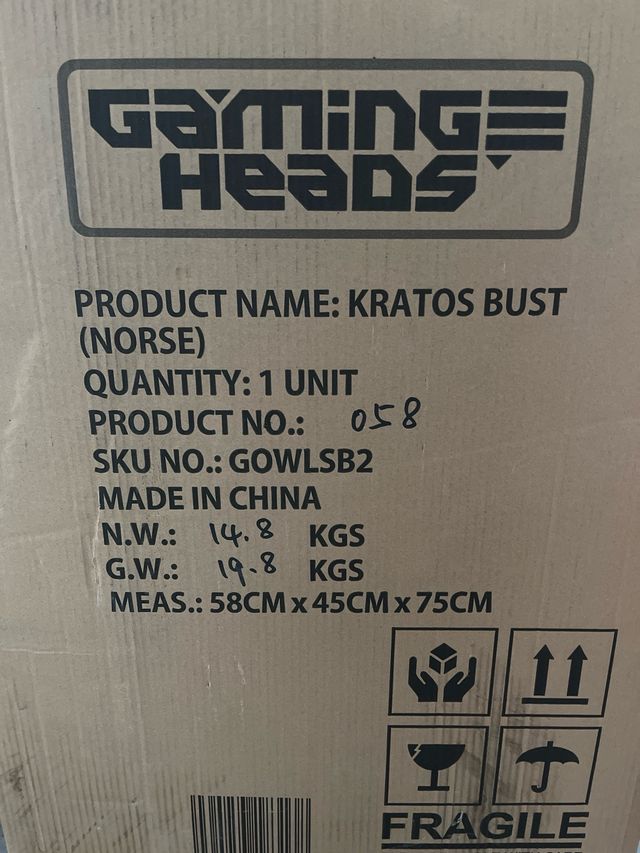 GaminG
HeaDS
PRODUCT NAME: KRATOS BUST
(NORSE)
QUANTITY: 1 UNIT
PRODUCT NO.: 058
SKU NO.: GOWLSB2
MADE IN CHINA
N.W.: 14.8 KGS
G.W.: 19.8 KGS
MEAS.: 58CM x 45CM x 75CM
FRAGILE